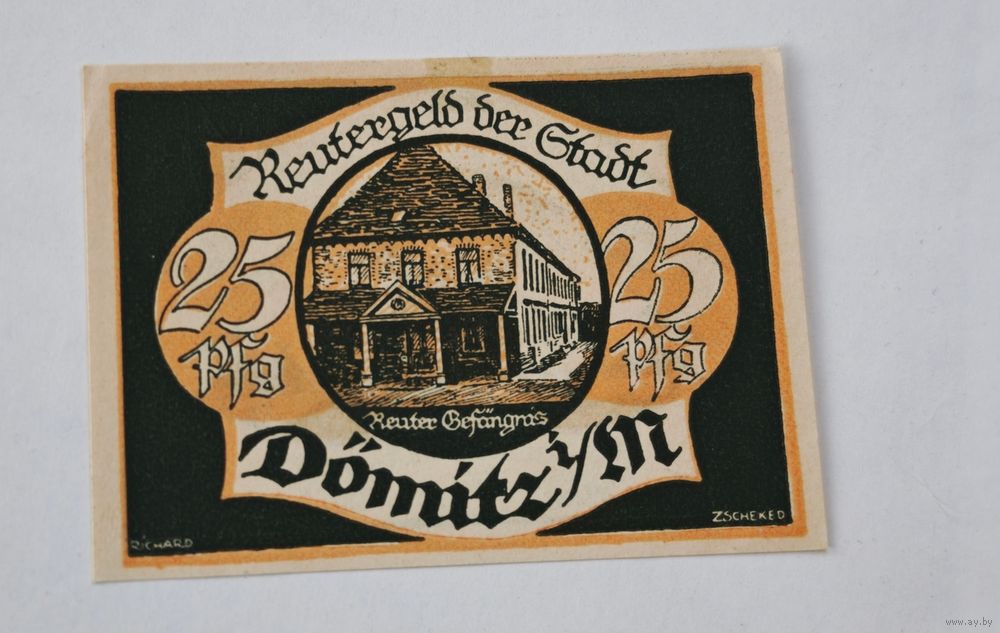 Reutergeld der Stadt
25 Pfg
25 Pfg
Reuter Gefängnis
Dömitz i/M
RICHARD
ZSCHEKED
www.ay.by